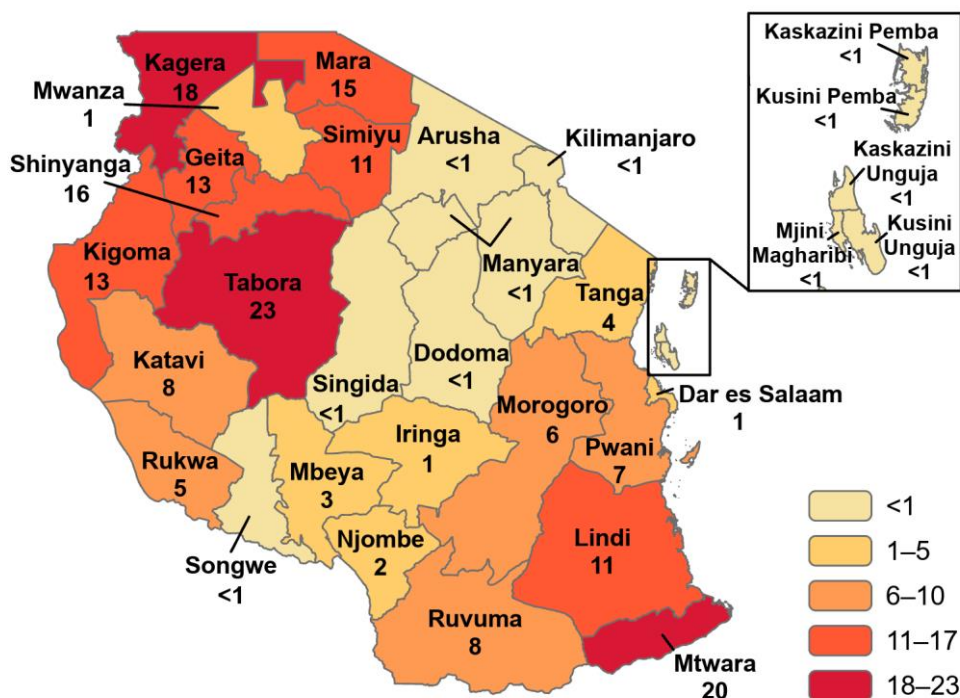 Kagera
18
Mara
15
Mwanza
1
Simiyu
11
Arusha
<1
Kilimanjaro
<1
Geita
13
Shinyanga
16
Kigoma
13
Tabora
23
Manyara
<1
Tanga
4
Katavi
8
Singida
<1
Dodoma
<1
Morogoro
6
Dar es Salaam
1
Pwani
7
Rukwa
5
Mbeya
3
Iringa
1
Njombe
2
Songwe
<1
Lindi
11
Ruvuma
8
Mtwara
20
Kaskazini Pemba
<1
Kusini Pemba
<1
Kaskazini
Unguja
<1
Mjini
Magharibi
<1
Kusini
Unguja
<1
<1
1–5
6–10
11–17
18–23